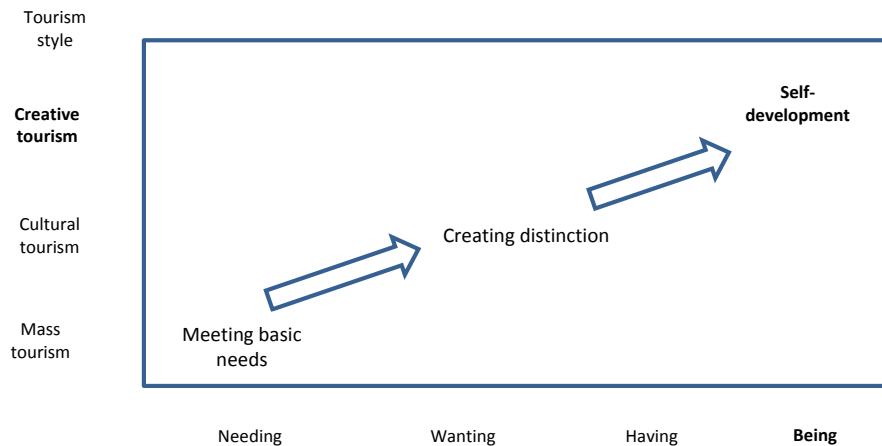 Tourism
style
Creative
tourism
Self-
development
Cultural
tourism
Creating distinction
Mass
tourism
Meeting basic
needs
Needing
Wanting
Having
Being